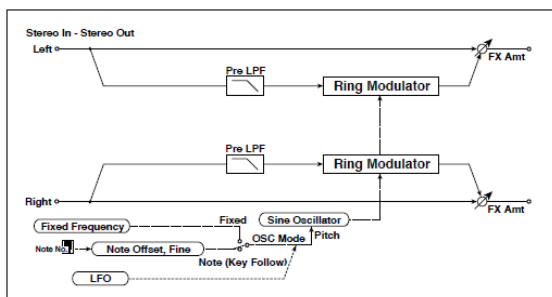 Stereo In - Stereo Out
Left
FX Amt
Pre LPF
Ring Modulator
Pre LPF
Ring Modulator
Right
FX Amt
Fixed Frequency
Fixed
Sine Oscillator
OSC Mode
Pitch
Note No.
Note Offset, Fine
Note (Key Follow)
LFO